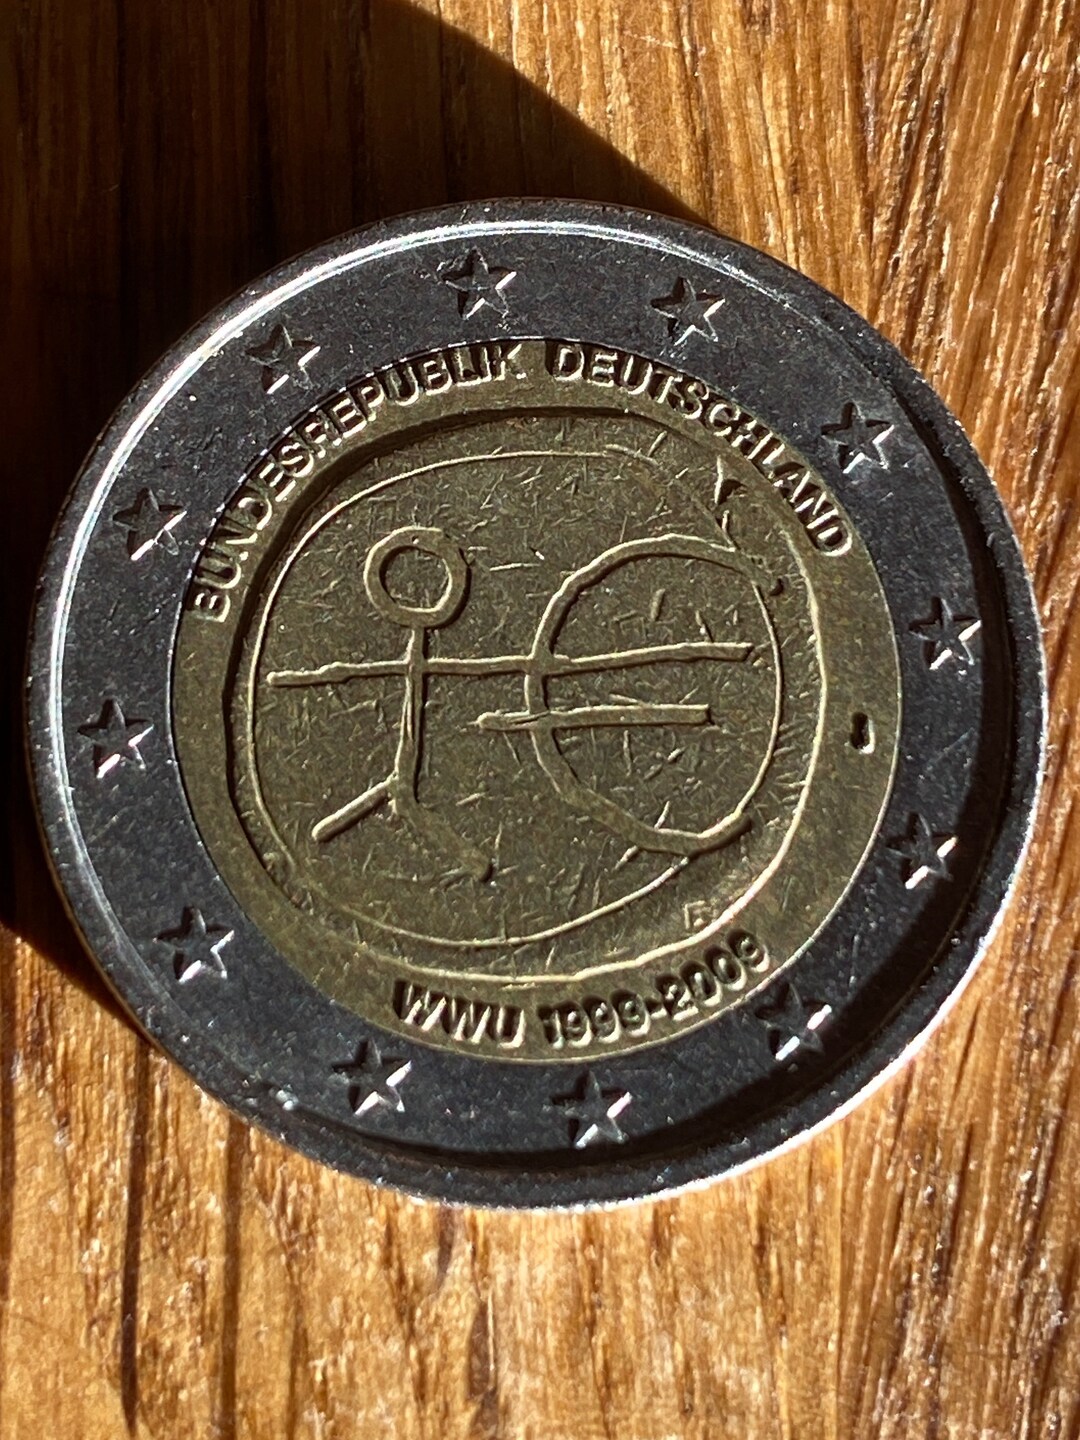 BUNDESREPUBLIK DEUTSCHLAND
WWU 1999-2009